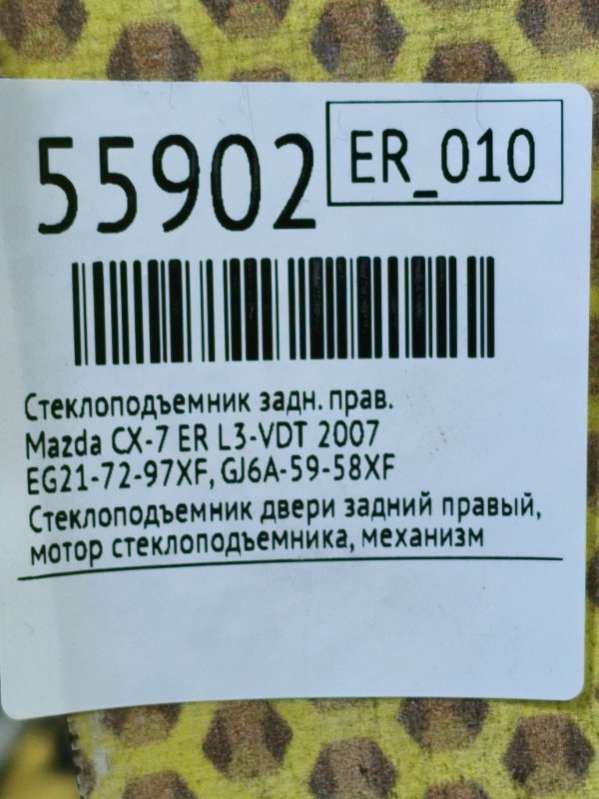 55902
ER_010
Стеклоподъемник задн. прав.
Mazda CX-7 ER L3-VDT 2007
EG21-72-97XF, GJ6A-59-58XF
Стеклоподъемник двери задний правый,
мотор стеклоподъемника, механизм